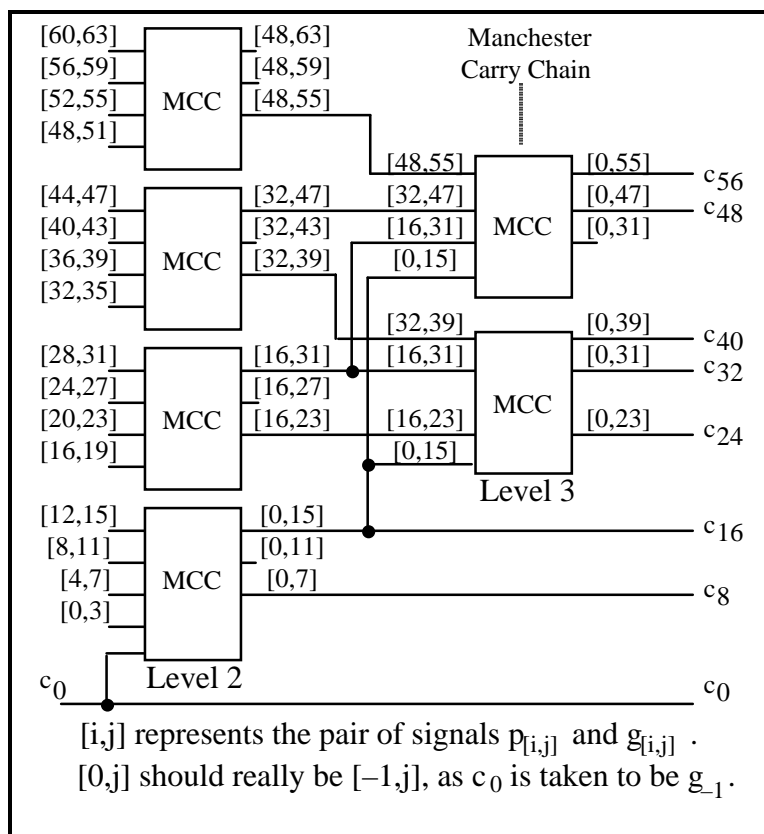 [60,63] [48,63] Manchester
[56,59] [48,59] Carry Chain
[52,55] MCC [48,55]
[48,51]
[48,55] [0,55] c56
[44,47] [32,47] [32,47] [0,47] c48
[40,43] [32,43] [16,31] MCC [0,31]
[36,39] MCC [32,39] [0,15]
[32,35]
[32,39] [0,39] c40
[28,31] [16,31] [16,31] [0,31] c32
[24,27] [16,27] MCC
[20,23] MCC [16,23] [16,23] [0,23] c24
[16,19] [0,15]
Level 3
[12,15] [0,15] c16
[8,11] [0,11]
[4,7] MCC [0,7] c8
[0,3]
c0 Level 2 c0
[i,j] represents the pair of signals p[i,j] and g[i,j] .
[0,j] should really be [–1,j], as c0 is taken to be g–1.